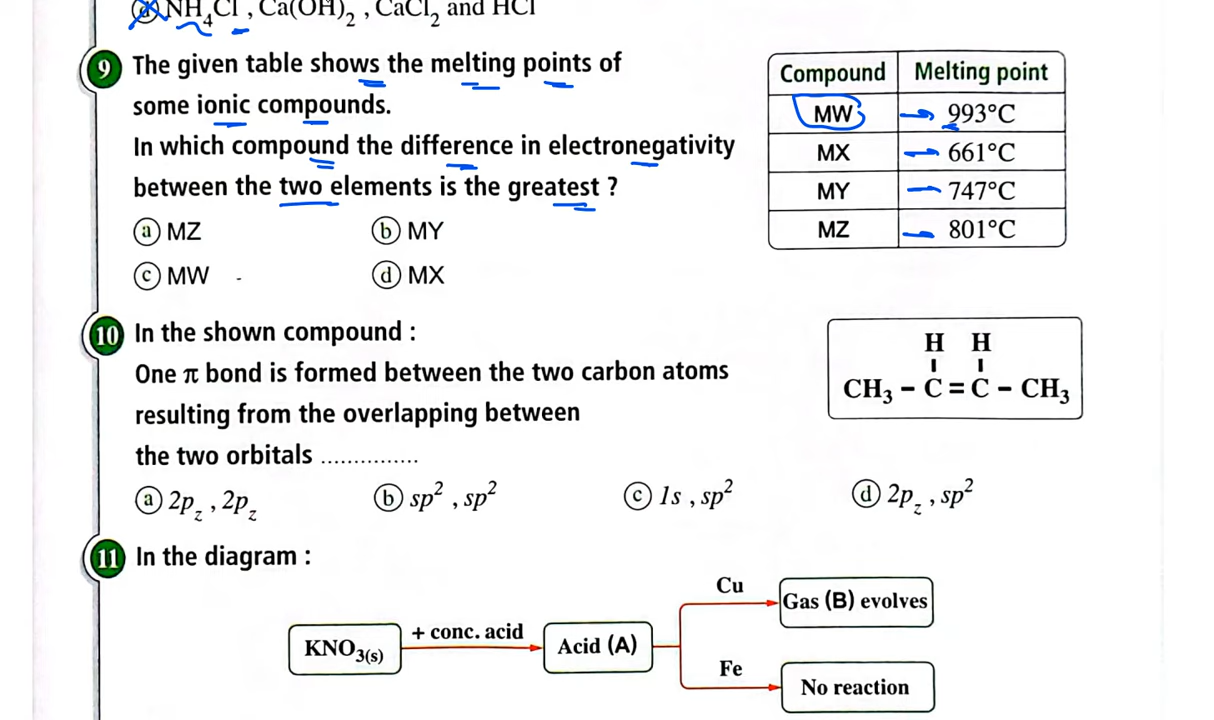 ⓓ NH₄Cl , Ca(OH)₂ , CaCl₂ and HCl
9 The given table shows the melting points of
some ionic compounds.
In which compound the difference in electronegativity
between the two elements is the greatest ?
ⓐ MZ ⓑ MY
ⓒ MW ⓓ MX
Compound Melting point
MW 993°C
MX 661°C
MY 747°C
MZ 801°C
10 In the shown compound :
One π bond is formed between the two carbon atoms
resulting from the overlapping between
the two orbitals ...............
H H
CH₃ – C = C – CH₃
ⓐ 2p_z , 2p_z ⓑ sp² , sp² ⓒ 1s , sp² ⓓ 2p_z , sp²
11 In the diagram :
KNO₃₍ₛ₎
+ conc. acid
Acid (A)
Cu
Gas (B) evolves
Fe
No reaction